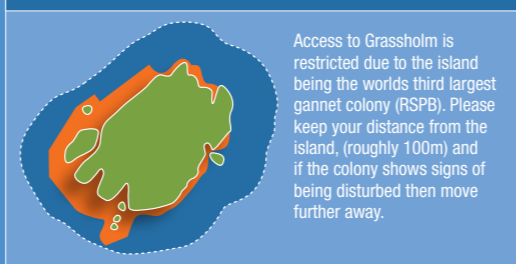 Access to Grassholm is
restricted due to the island
being the worlds third largest
gannet colony (RSPB). Please
keep your distance from the
island, (roughly 100m) and
if the colony shows signs of
being disturbed then move
further away.